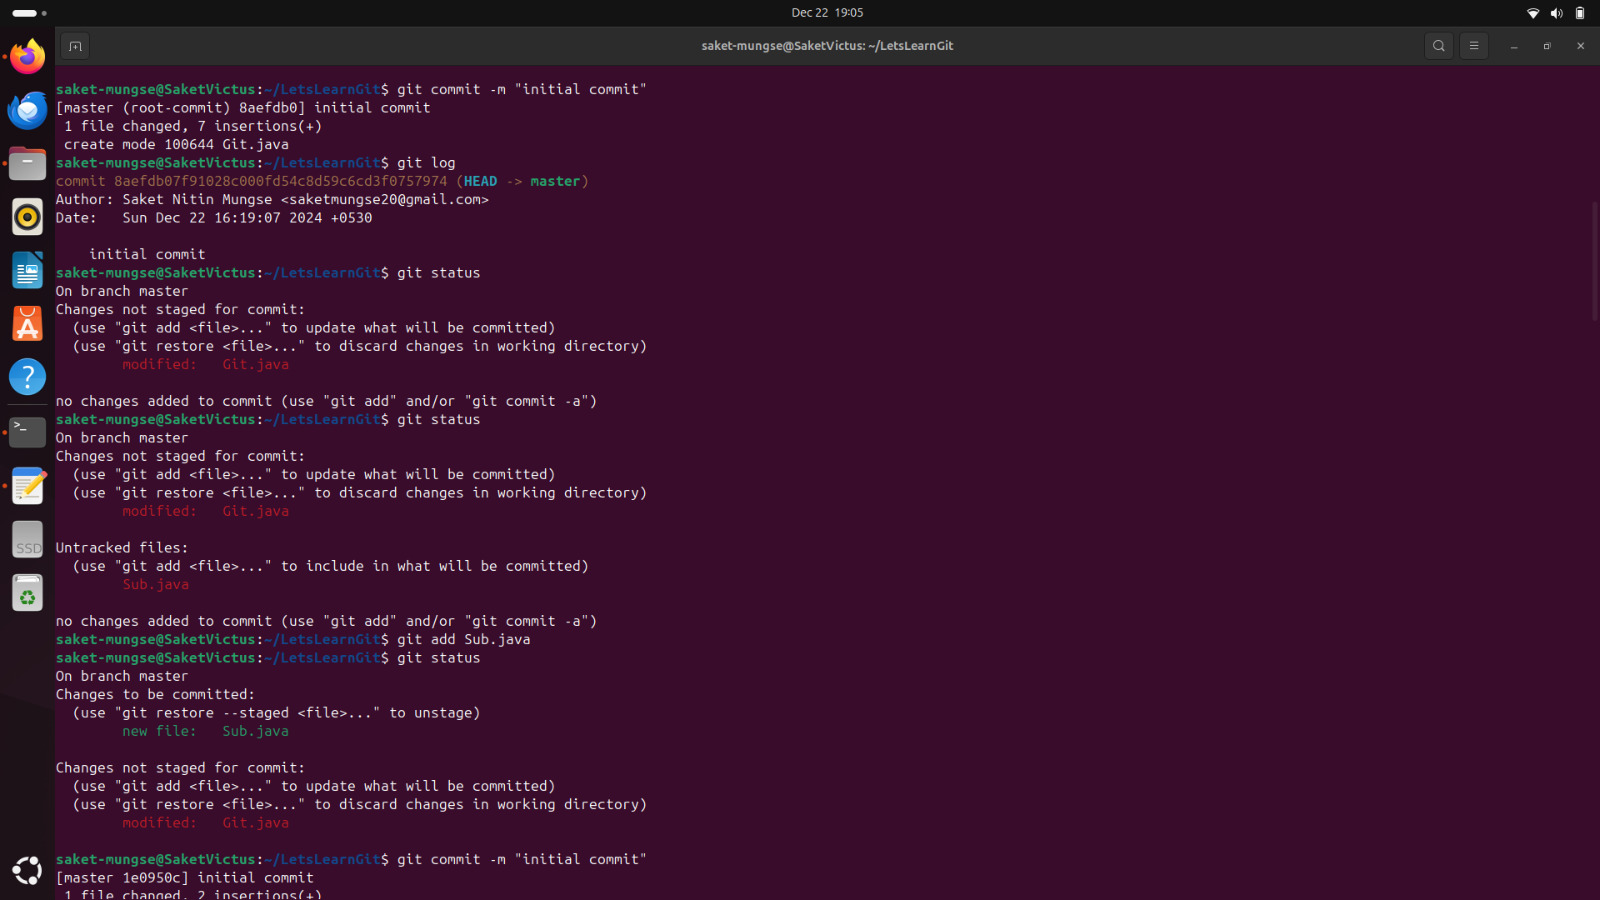 Dec 22 19:05
saket-mungse@SaketVictus: ~/LetsLearnGit
saket-mungse@SaketVictus:~/LetsLearnGit$ git commit -m "initial commit"
[master (root-commit) 8aefdb0] initial commit
 1 file changed, 7 insertions(+)
 create mode 100644 Git.java
saket-mungse@SaketVictus:~/LetsLearnGit$ git log
commit 8aefdb07f91028c000fd54c8d59c6cd3f0757974 (HEAD -> master)
Author: Saket Nitin Mungse <saketmungse20@gmail.com>
Date:   Sun Dec 22 16:19:07 2024 +0530
    initial commit
saket-mungse@SaketVictus:~/LetsLearnGit$ git status
On branch master
Changes not staged for commit:
  (use "git add <file>..." to update what will be committed)
  (use "git restore <file>..." to discard changes in working directory)
        modified:   Git.java
no changes added to commit (use "git add" and/or "git commit -a")
saket-mungse@SaketVictus:~/LetsLearnGit$ git status
On branch master
Changes not staged for commit:
  (use "git add <file>..." to update what will be committed)
  (use "git restore <file>..." to discard changes in working directory)
        modified:   Git.java
Untracked files:
  (use "git add <file>..." to include in what will be committed)
        Sub.java
no changes added to commit (use "git add" and/or "git commit -a")
saket-mungse@SaketVictus:~/LetsLearnGit$ git add Sub.java
saket-mungse@SaketVictus:~/LetsLearnGit$ git status
On branch master
Changes to be committed:
  (use "git restore --staged <file>..." to unstage)
        new file:   Sub.java
Changes not staged for commit:
  (use "git add <file>..." to update what will be committed)
  (use "git restore <file>..." to discard changes in working directory)
        modified:   Git.java
saket-mungse@SaketVictus:~/LetsLearnGit$ git commit -m "initial commit"
[master 1e0950c] initial commit
 1 file changed, 2 insertions(+)
SSD